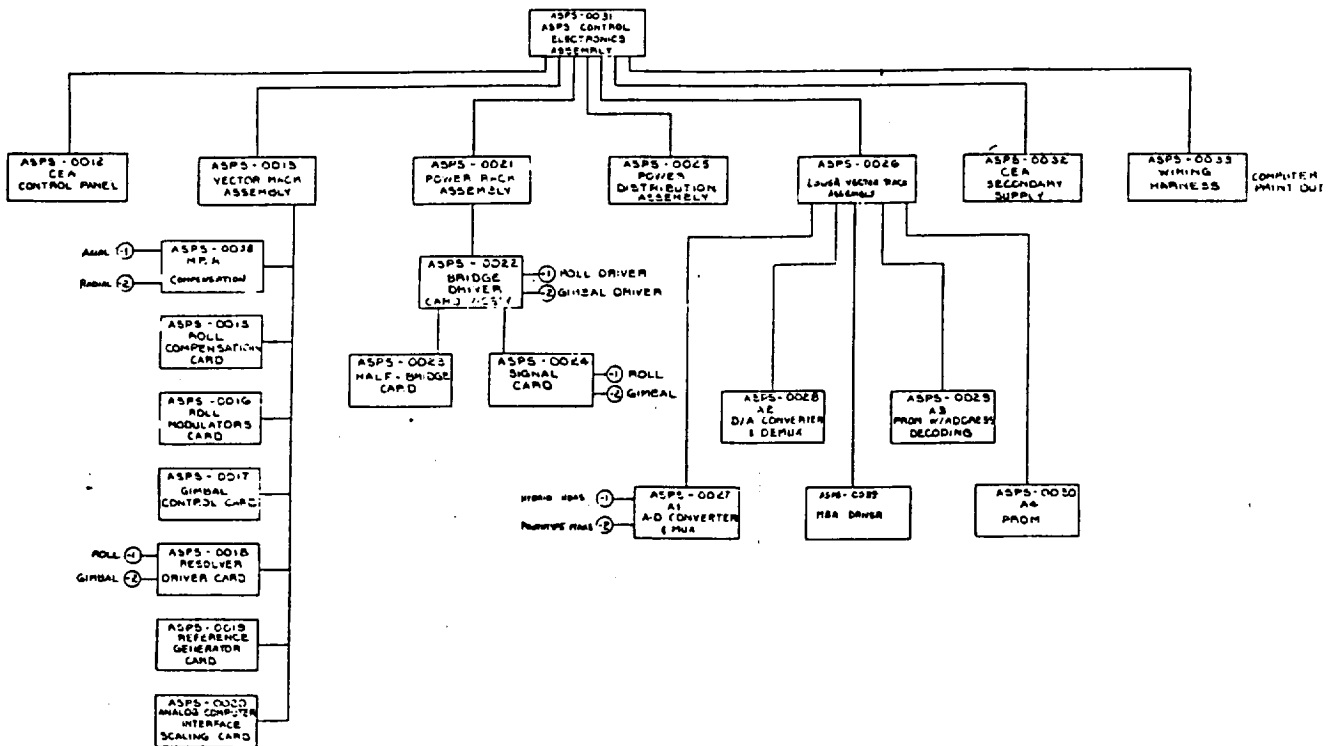 ASPS-0031
ASPS CONTROL
ELECTRONICS
ASSEMBLY
ASPS-0012
CEA
CONTROL PANEL
VECTOR RACK
ASSEMBLY
ASPS-0021
POWER RACK
ASSEMBLY
ASPS-0025
POWER
DISTRIBUTION
ASSEMBLY
ASPS-0026
LOWER VECTOR RACK
ASSEMBLY
ASPS-0032
CEA
SECONDARY
SUPPLY
ASPS-0033
WIRING
HARNESS
COMPUTER
PRINT OUT
AXIAL -1
RADIAL -2
ASPS-0038
COMPENSATION
ASPS-0022
BRIDGE
DRIVER
CARD ASS'Y
-1 ROLL DRIVER
-2 GIMBAL DRIVER
ASPS-0015
ROLL
COMPENSATION
CARD
ASPS-0023
HALF-BRIDGE
CARD
ASPS-0024
SIGNAL
CARD
-1 ROLL
-2 GIMBAL
ASPS-0016
ROLL
MODULATORS
CARD
ASPS-0028
A2
D/A CONVERTER
& DEMUX
ASPS-0029
A3
PROM W/ADDRESS
DECODING
ASPS-0017
GIMBAL
CONTROL CARD
-1
-2
ASPS-0027
A1
A-D CONVERTER
& MUX
MBA DRIVER
ASPS-0030
A4
PROM
ROLL -1
GIMBAL -2
ASPS-0018
RESOLVER
DRIVER CARD
ASPS-0019
REFERENCE
GENERATOR
CARD
ASPS-0020
ANALOG COMPUTER
INTERFACE
SCALING CARD